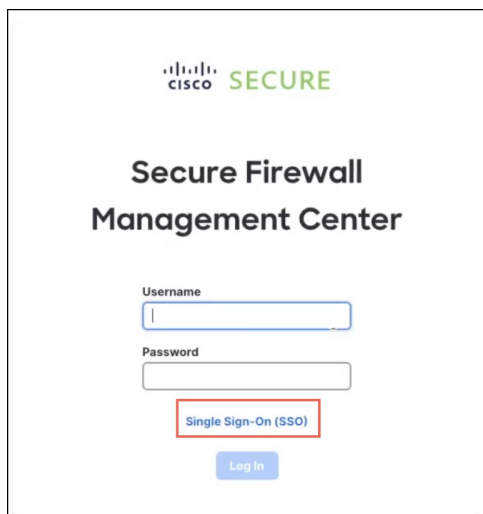 cisco SECURE
Secure Firewall
Management Center
Username
Password
Single Sign-On (SSO)
Log In